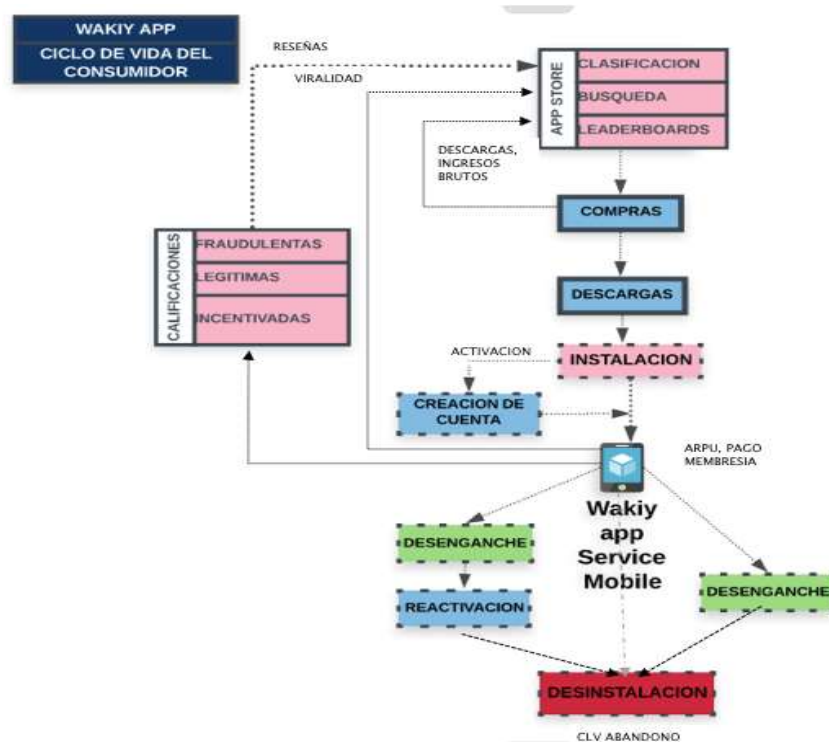 WAKIY APP
CICLO DE VIDA DEL
CONSUMIDOR
RESEÑAS
VIRALIDAD
APP STORE
CLASIFICACION
BUSQUEDA
LEADERBOARDS
DESCARGAS,
INGRESOS
BRUTOS
COMPRAS
CALIFICACIONES
FRAUDULENTAS
LEGITIMAS
INCENTIVADAS
DESCARGAS
ACTIVACION
INSTALACION
CREACION DE
CUENTA
ARPU, PAGO
MEMBRESIA
Wakiy
app
Service
Mobile
DESENGANCHE
REACTIVACION
DESENGANCHE
DESINSTALACION
CLV ABANDONO